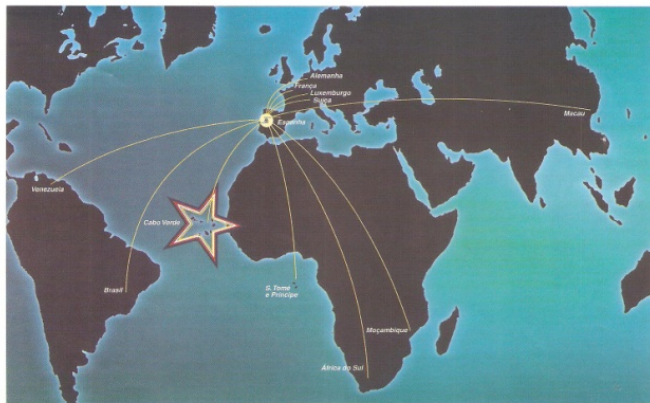 Alemanha
França
Luxemburgo
Suiça
Espanha
Macau
Venezuela
Cabo Verde
Brasil
S. Tomé
e Príncipe
Moçambique
África do Sul